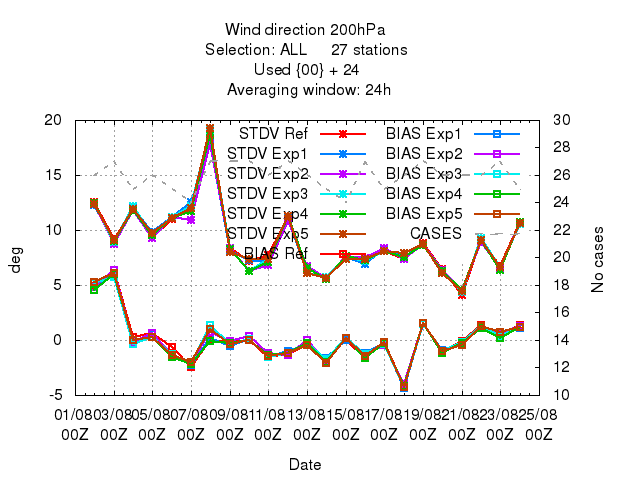 Wind direction 200hPa
Selection: ALL 27 stations
Used {00} + 24
Averaging window: 24h
20
15
10
5
0
-5
deg
30
28
26
24
22
20
18
16
14
12
10
No cases
STDV Ref
STDV Exp1
STDV Exp2
STDV Exp3
STDV Exp4
STDV Exp5
BIAS Ref
BIAS Exp1
BIAS Exp2
BIAS Exp3
BIAS Exp4
BIAS Exp5
CASES
01/08 03/08 05/08 07/08 09/08 11/08 13/08 15/08 17/08 19/08 21/08 23/08 25/08
00Z 00Z 00Z 00Z 00Z 00Z 00Z 00Z 00Z 00Z 00Z 00Z 00Z
Date